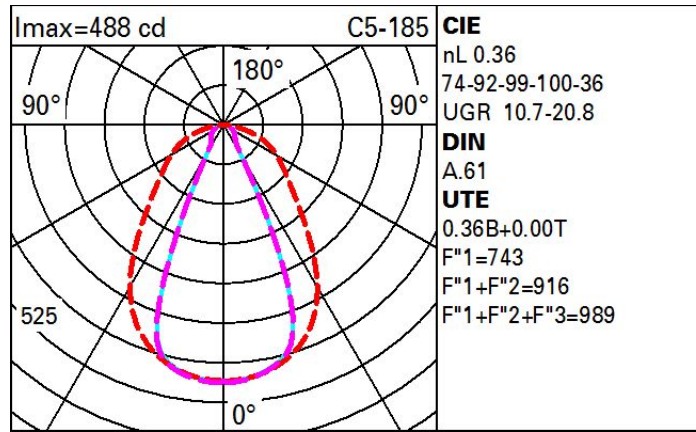 Imax=488 cd C5-185
180°
90° 90°
525
0°
CIE
nL 0.36
74-92-99-100-36
UGR 10.7-20.8
DIN
A.61
UTE
0.36B+0.00T
F"1=743
F"1+F"2=916
F"1+F"2+F"3=989